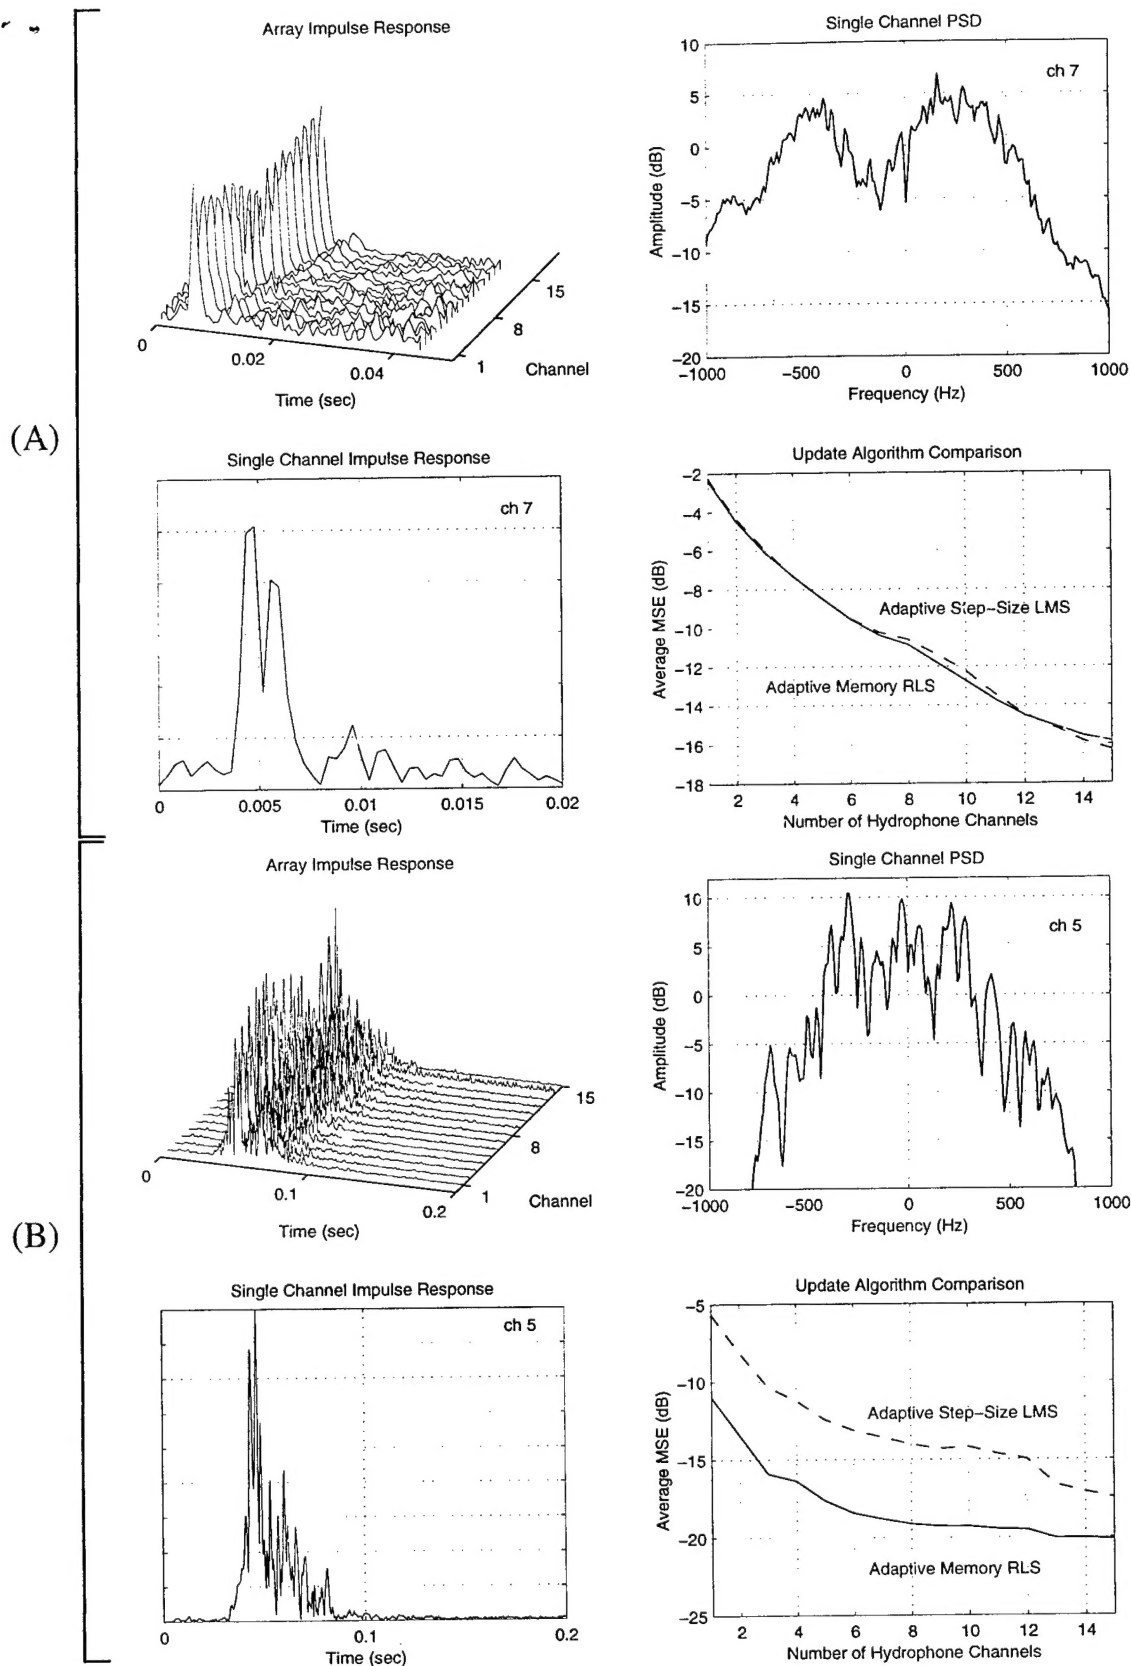 (A)
Array Impulse Response
0
0.02
0.04
Time (sec)
1
8
15
Channel
Single Channel PSD
ch 7
10
5
0
−5
−10
−15
−20
−1000
−500
0
500
1000
Amplitude (dB)
Frequency (Hz)
Single Channel Impulse Response
ch 7
0
0.005
0.01
0.015
0.02
Time (sec)
Update Algorithm Comparison
−2
−4
−6
−8
−10
−12
−14
−16
−18
Average MSE (dB)
Adaptive Step−Size LMS
Adaptive Memory RLS
2
4
6
8
10
12
14
Number of Hydrophone Channels
(B)
Array Impulse Response
0
0.1
0.2
Time (sec)
1
8
15
Channel
Single Channel PSD
ch 5
10
5
0
−5
−10
−15
−20
−1000
−500
0
500
1000
Amplitude (dB)
Frequency (Hz)
Single Channel Impulse Response
ch 5
0
0.1
0.2
Time (sec)
Update Algorithm Comparison
−5
−10
−15
−20
−25
Average MSE (dB)
Adaptive Step−Size LMS
Adaptive Memory RLS
2
4
6
8
10
12
14
Number of Hydrophone Channels